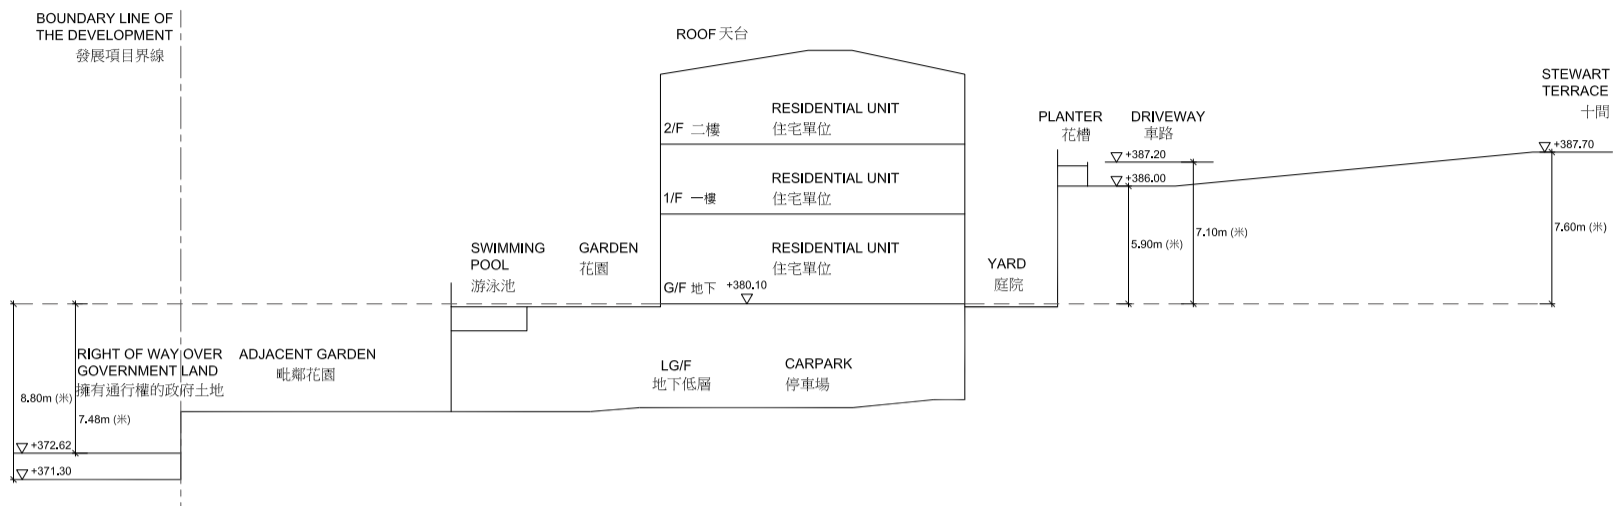 BOUNDARY LINE OF
THE DEVELOPMENT
發展項目界線
ROOF 天台
STEWART
TERRACE
十間
RESIDENTIAL UNIT
2/F 二樓 住宅單位
PLANTER
花槽
DRIVEWAY
車路
+387.20
+387.70
+386.00
RESIDENTIAL UNIT
1/F 一樓 住宅單位
5.90m (米)
7.10m (米)
7.60m (米)
SWIMMING
POOL
游泳池
GARDEN
花園
RESIDENTIAL UNIT
住宅單位
G/F 地下 +380.10
YARD
庭院
RIGHT OF WAY OVER
GOVERNMENT LAND
擁有通行權的政府土地
ADJACENT GARDEN
毗鄰花園
LG/F
地下低層
CARPARK
停車場
8.80m (米)
7.48m (米)
+372.62
+371.30